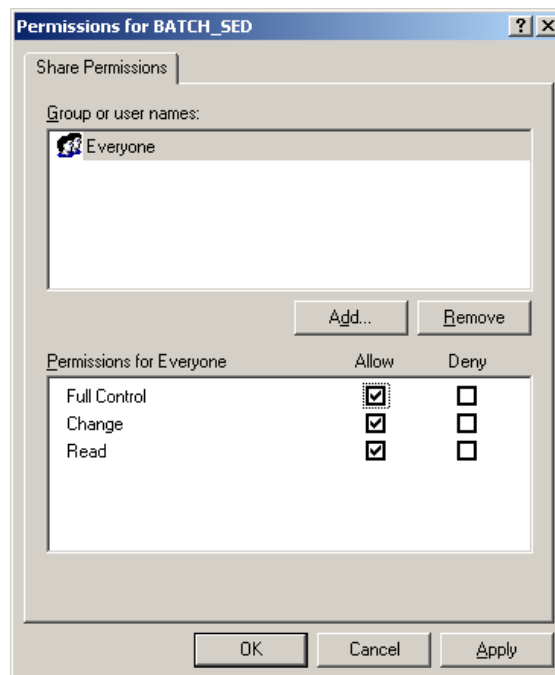 Permissions for BATCH_SED
Share Permissions
Group or user names:
Everyone
Add... Remove
Permissions for Everyone Allow Deny
Full Control
Change
Read
OK Cancel Apply